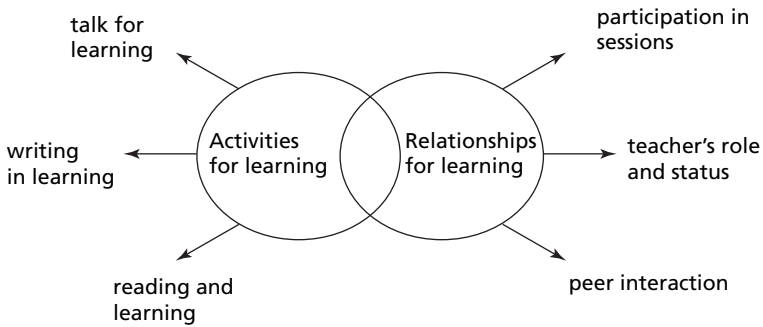 talk for
learning
participation in
sessions
Activities
for learning
Relationships
for learning
writing
in learning
teacher’s role
and status
reading and
learning
peer interaction